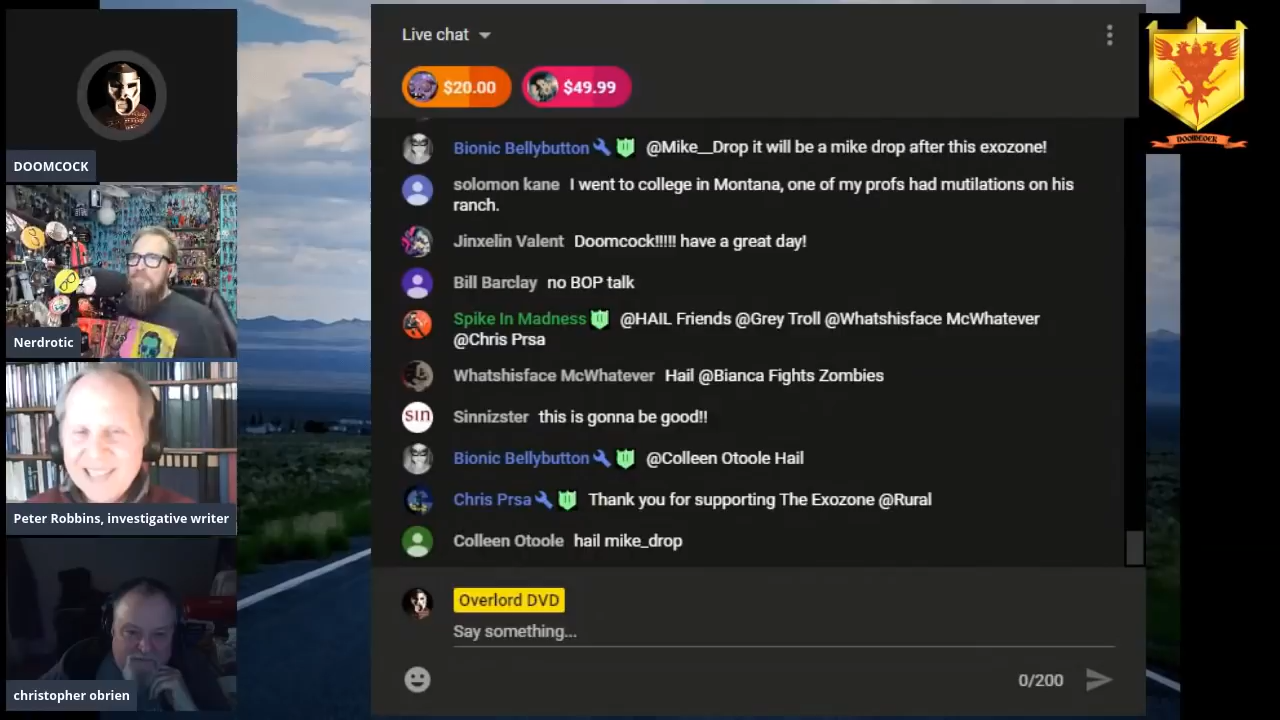 DOOMCOCK
Nerdrotic
Peter Robbins, investigative writer
christopher obrien
Live chat
$20.00
$49.99
Bionic Bellybutton @Mike__Drop it will be a mike drop after this exozone!
solomon kane I went to college in Montana, one of my profs had mutilations on his
ranch.
Jinxelin Valent Doomcock!!!!! have a great day!
Bill Barclay no BOP talk
Spike In Madness @HAIL Friends @Grey Troll @Whatshisface McWhatever
@Chris Prsa
Whatshisface McWhatever Hail @Bianca Fights Zombies
sin
Sinnizster this is gonna be good!!
Bionic Bellybutton @Colleen Otoole Hail
Chris Prsa Thank you for supporting The Exozone @Rural
Colleen Otoole hail mike_drop
Overlord DVD
Say something...
0/200
DOOMCOCK